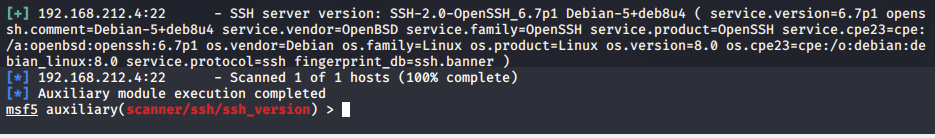 [+] 192.168.212.4:22      - SSH server version: SSH-2.0-OpenSSH_6.7p1 Debian-5+deb8u4 ( service.version=6.7p1 opens
sh.comment=Debian-5+deb8u4 service.vendor=OpenBSD service.family=OpenSSH service.product=OpenSSH service.cpe23=cpe:
/a:openbsd:openssh:6.7p1 os.vendor=Debian os.family=Linux os.product=Linux os.version=8.0 os.cpe23=cpe:/o:debian:de
bian_linux:8.0 service.protocol=ssh fingerprint_db=ssh.banner )
[*] 192.168.212.4:22      - Scanned 1 of 1 hosts (100% complete)
[*] Auxiliary module execution completed
msf5 auxiliary(scanner/ssh/ssh_version) >